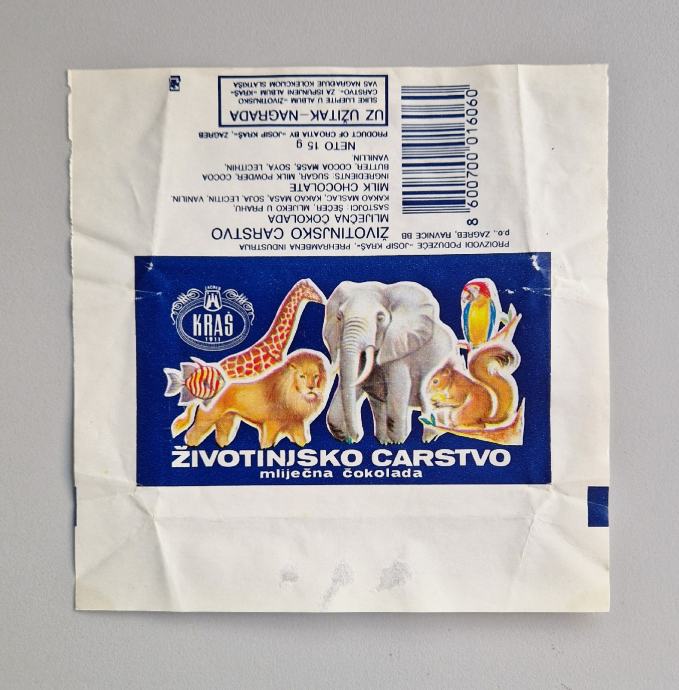 PROIZVODI PODUZEĆE »JOSIP KRAŠ«, PREHRAMBENA INDUSTRIJA
p.o., ZAGREB, RAVNICE BB
ŽIVOTINJSKO CARSTVO
MLIJEČNA ČOKOLADA
SASTOJCI: ŠEĆER, MLIJEKO U PRAHU,
KAKAO MASLAC, KAKAO MASA, SOJA, LECITIN, VANILIN.
MILK CHOCOLATE
INGREDIENTS: SUGAR, MILK POWDER, COCOA
BUTTER, COCOA MASS, SOYA, LECITHIN,
VANILLIN
NETO 15 g
PRODUCT OF CROATIA BY »JOSIP KRAŠ«, ZAGREB
UZ UŽITAK–NAGRADA
SLIKE LIJEPITE U ALBUM »ŽIVOTINJSKO
CARSTVO«. ZA ISPUNJENI ALBUM »KRAŠ«
VAS NAGRAĐUJE KOLEKCIJOM SLATKIŠA
8 600700 016060
ZAGREB
KRAŠ
1911
ŽIVOTINJSKO CARSTVO
mliječna čokolada